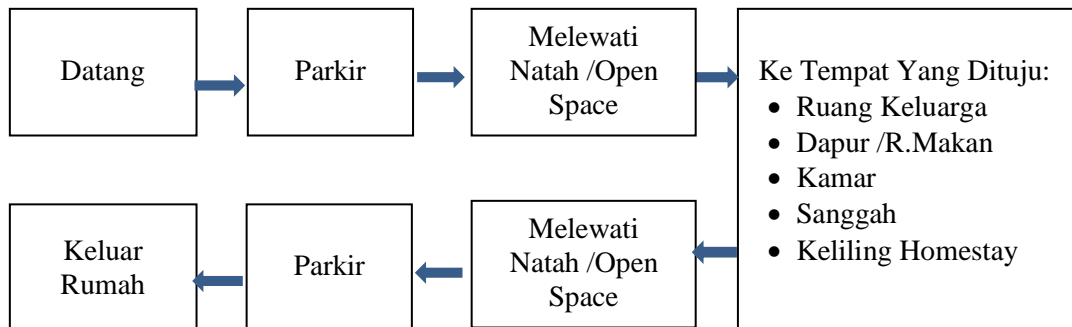 Datang
Parkir
Melewati
Natah /Open
Space
Ke Tempat Yang Dituju:
• Ruang Keluarga
• Dapur /R.Makan
• Kamar
• Sanggah
• Keliling Homestay
Melewati
Natah /Open
Space
Parkir
Keluar
Rumah